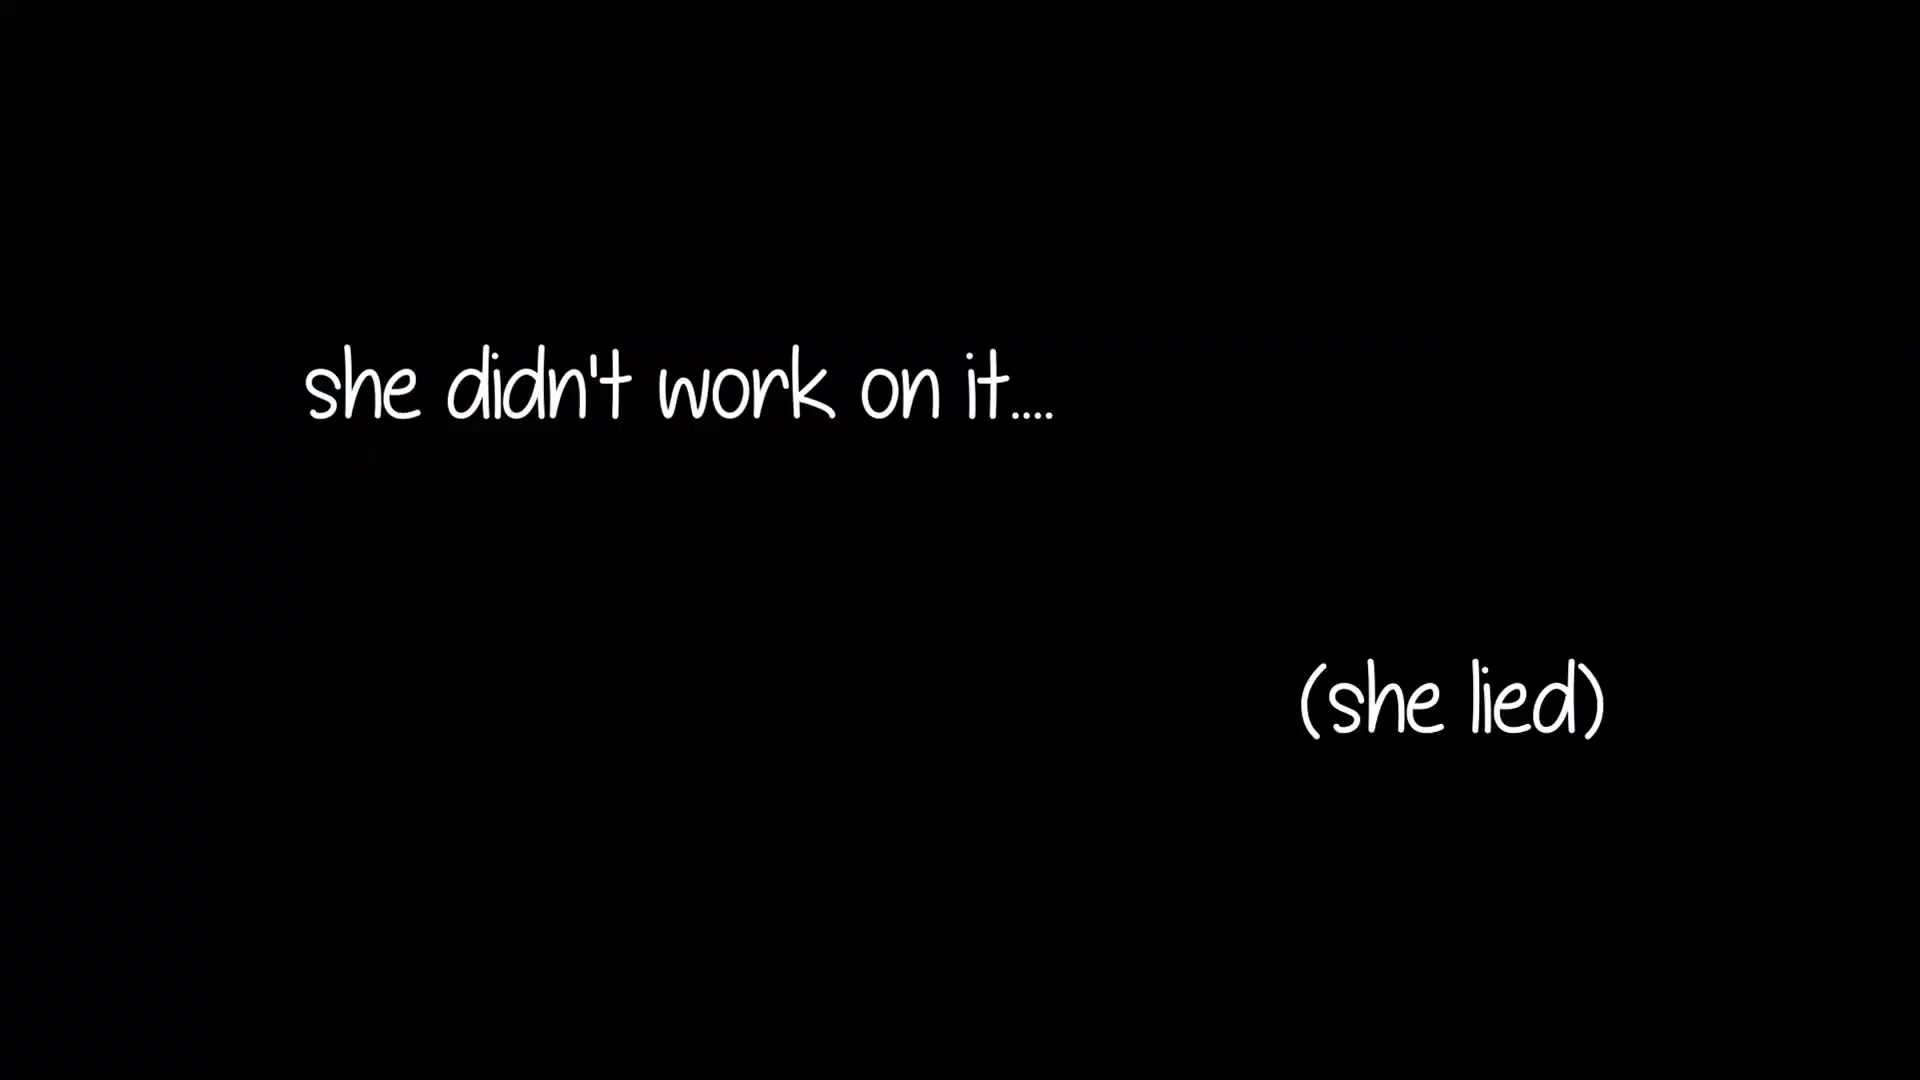 she didn't work on it....
(she lied)